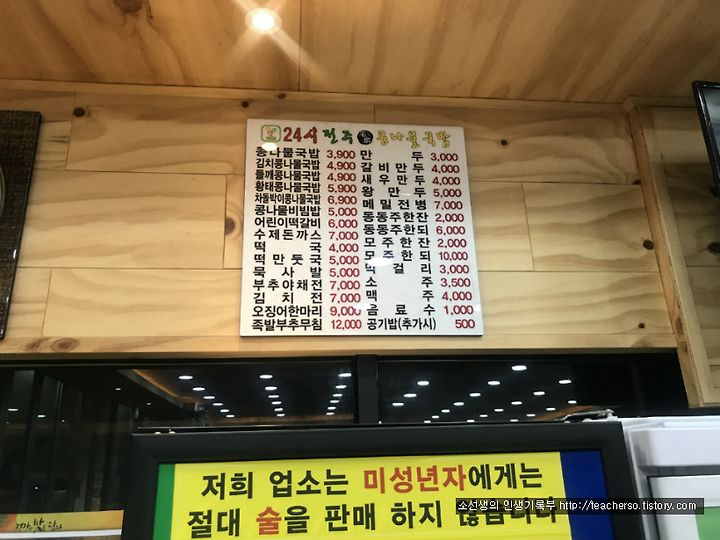 24시 전주 콩나물국밥
콩나물국밥 3,900
김치콩나물국밥 4,900
들깨콩나물국밥 4,900
황태콩나물국밥 5,900
차돌박이콩나물국밥 6,900
콩나물비빔밥 5,000
어린이떡갈비 6,000
수제돈까스 7,000
떡국 4,000
떡만둣국 5,000
묵사발 5,000
부추야채전 7,000
김치전 7,000
오징어한마리 9,000
족발부추무침 12,000
만두 3,000
갈비만두 4,000
새우만두 4,000
왕만두 5,000
메밀전병 7,000
동동주한잔 2,000
동동주한되 6,000
모주한잔 2,000
모주한되 10,000
막걸리 3,000
소주 3,500
맥주 4,000
음료수 1,000
공기밥(추가시) 500
저희 업소는 미성년자에게는
절대 술을 판매 하지 않습니다
소선생의 인생기록부 http://teacherso.tistory.com